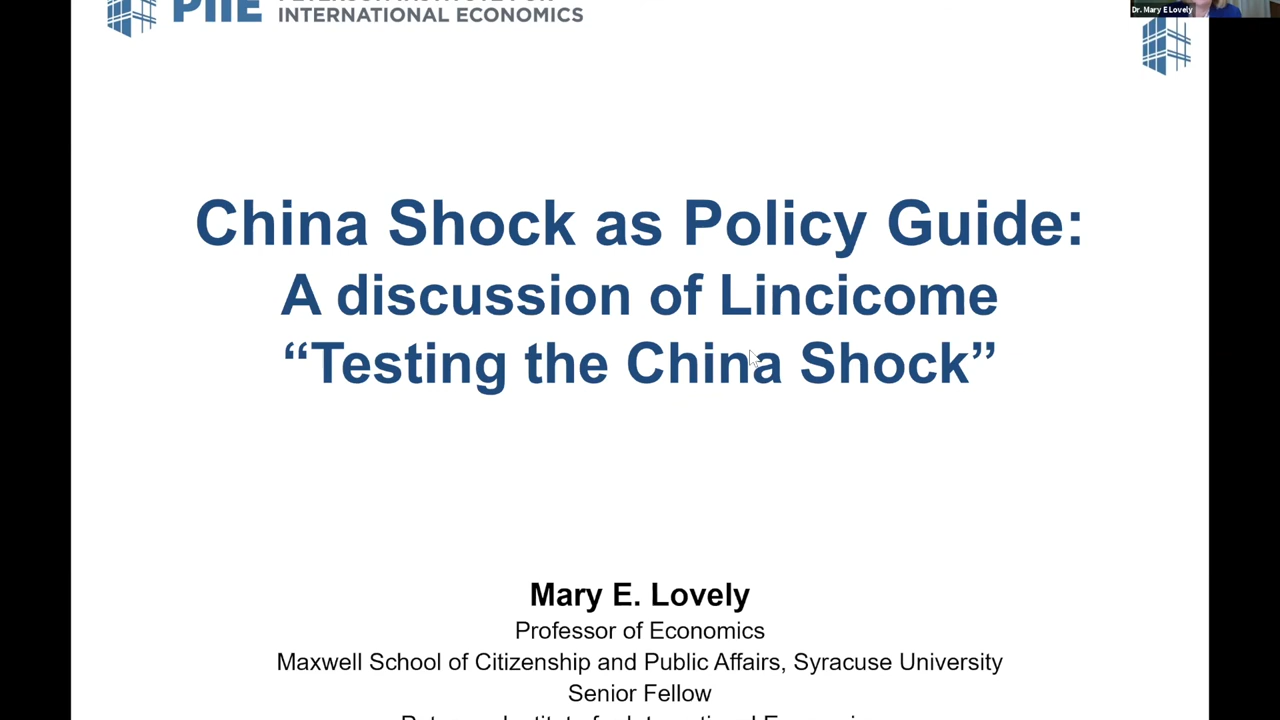 PIIE
INTERNATIONAL ECONOMICS
Dr. Mary E Lovely
China Shock as Policy Guide:
A discussion of Lincicome
“Testing the China Shock”
Mary E. Lovely
Professor of Economics
Maxwell School of Citizenship and Public Affairs, Syracuse University
Senior Fellow